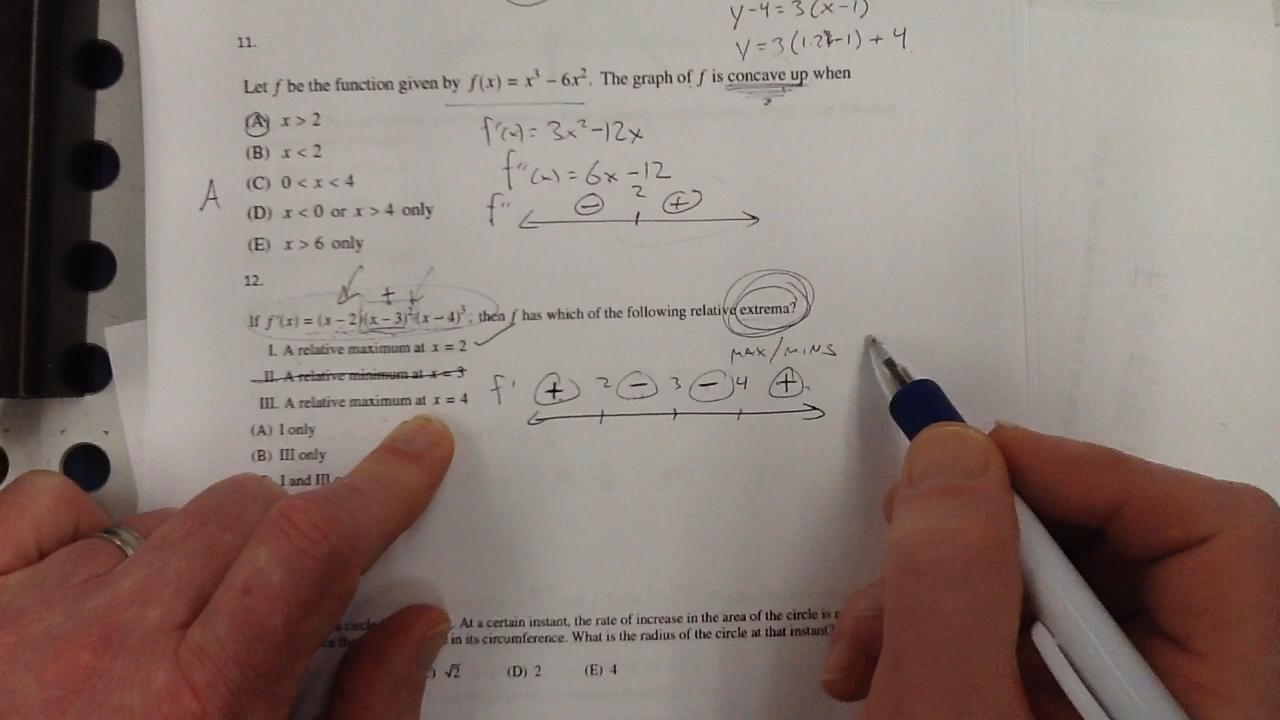 y-4=3(x-1)
y=3(1.2-1)+4
11.
Let f be the function given by f(x) = x³ − 6x². The graph of f is concave up when
(A) x > 2
f'(x)=3x²-12x
(B) x < 2
f''(x)=6x-12
A
(C) 0 < x < 4
(D) x < 0 or x > 4 only
f'' - 2 +
(E) x > 6 only
12.
+
If f'(x) = (x − 2)(x − 3)²(x − 4)³, then f has which of the following relative extrema?
I. A relative maximum at x = 2
MAX/MINS
II. A relative minimum at x = 3
III. A relative maximum at x = 4
f' + 2 - 3 - 4 +
(A) I only
(B) III only
I and III
a circle At a certain instant, the rate of increase in the area of the circle is
in its circumference. What is the radius of the circle at that instant?
√2 (D) 2 (E) 4